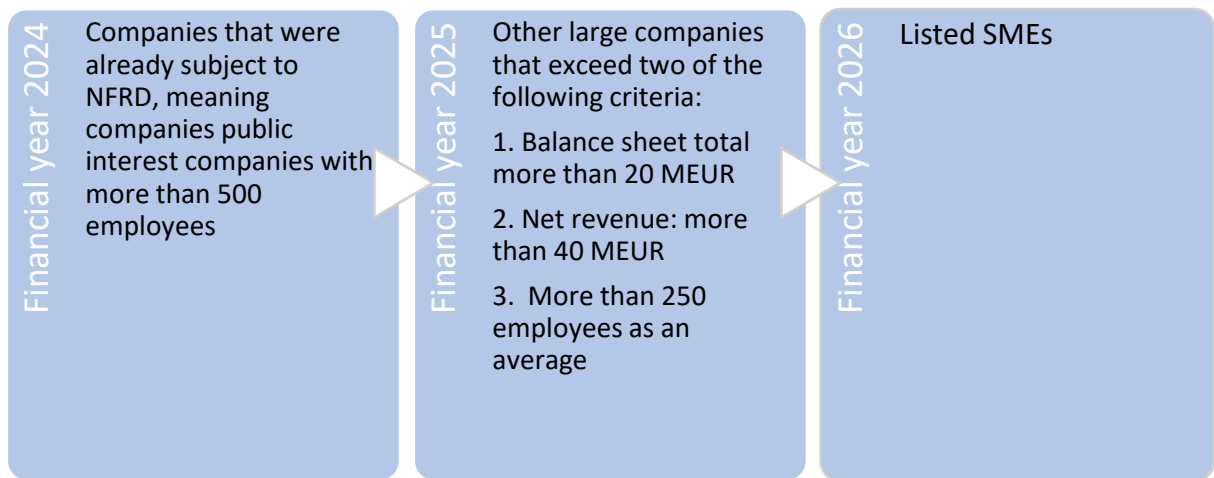 Financial year 2024
Companies that were
already subject to
NFRD, meaning
companies public
interest companies with
more than 500
employees
Financial year 2025
Other large companies
that exceed two of the
following criteria:
1. Balance sheet total
more than 20 MEUR
2. Net revenue: more
than 40 MEUR
3.  More than 250
employees as an
average
Financial year 2026
Listed SMEs